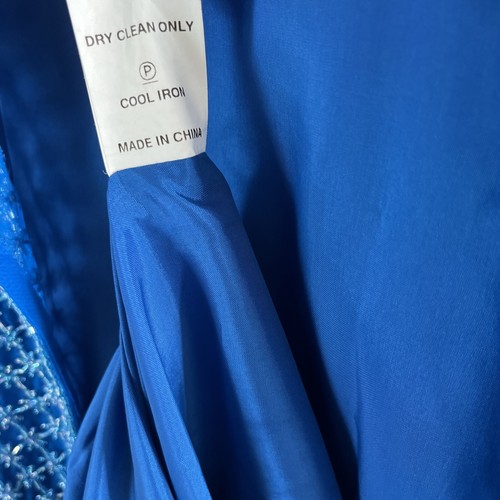 DRY CLEAN ONLY
P
COOL IRON
MADE IN CHINA